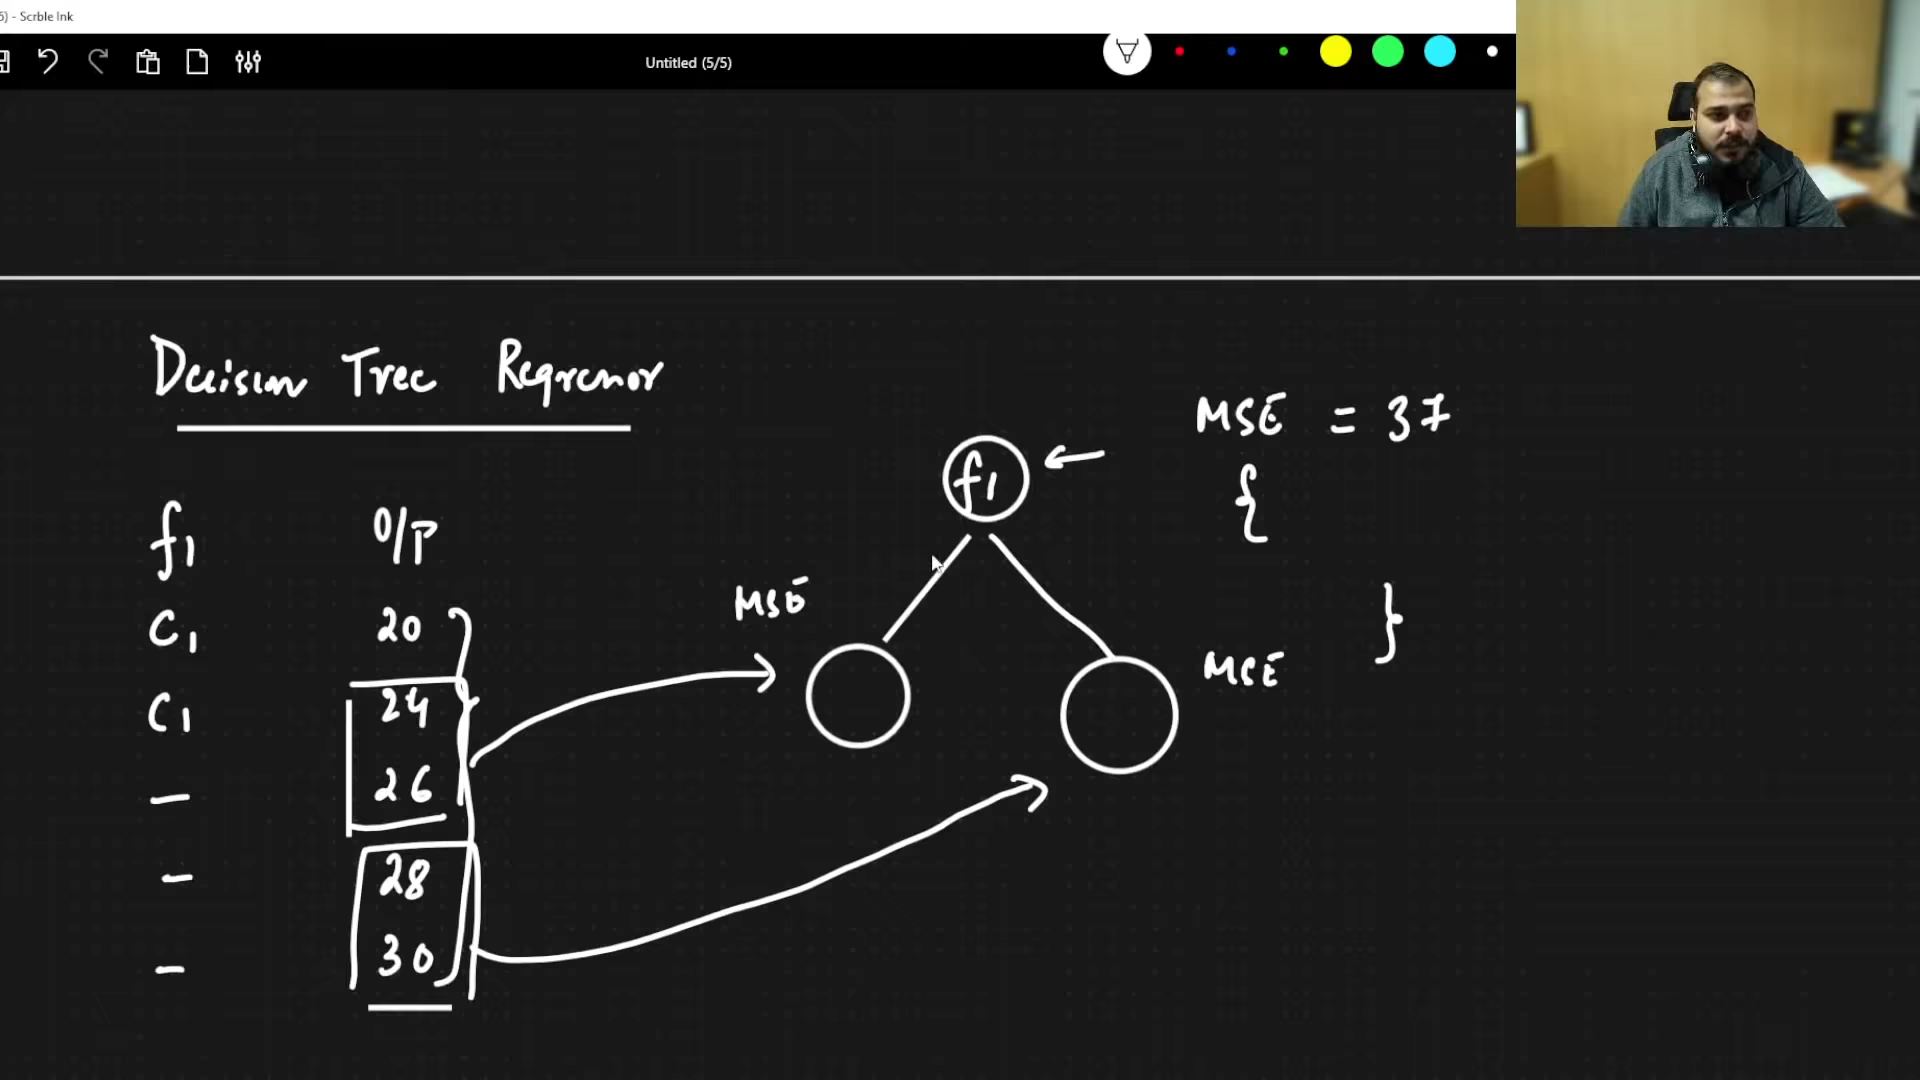 5) - Scrble Ink
Untitled (5/5)
Decision Tree Regressor
MSE = 37
{
}
f1
f1 O/P
C1 20
C1 24
- 26
- 28
- 30
MSE
MSE